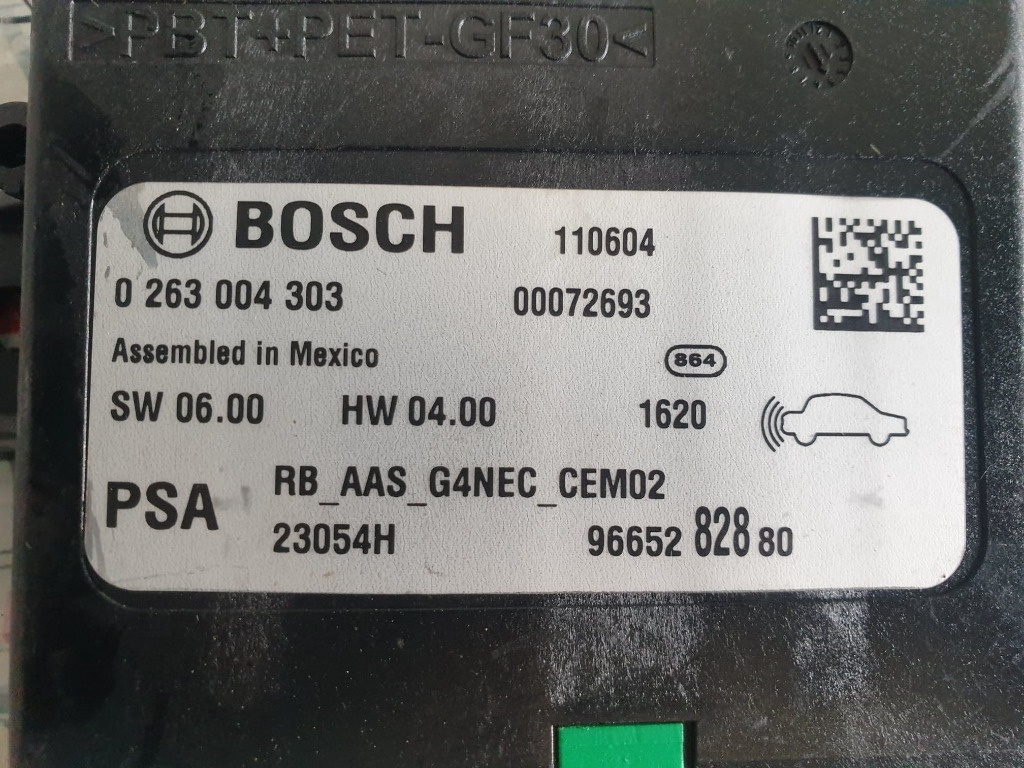 >PBT+PET-GF30<
BOSCH 110604
0 263 004 303 00072693
Assembled in Mexico 864
SW 06.00 HW 04.00 1620
PSA RB_AAS_G4NEC_CEM02
23054H 96652 828 80